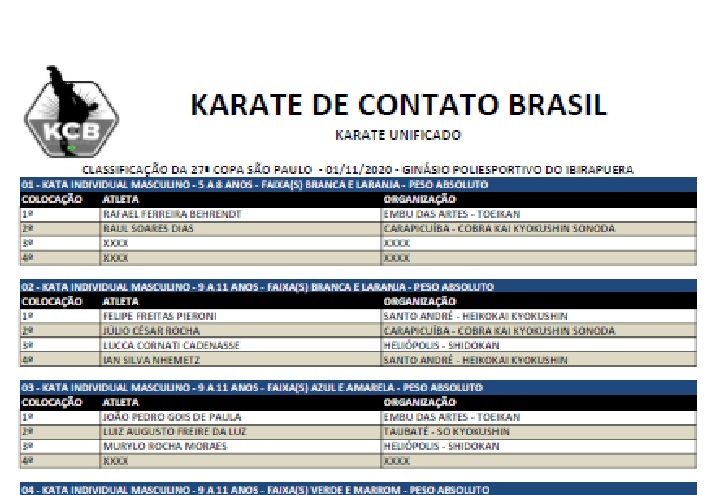 KCB
KARATE DE CONTATO BRASIL
KARATE UNIFICADO
CLASSIFICAÇÃO DA 27ª COPA SÃO PAULO - 01/11/2020 - GINÁSIO POLIESPORTIVO DO IBIRAPUERA
01 - KATA INDIVIDUAL MASCULINO - 5 A 8 ANOS - FAIXA(S) BRANCA E LARANJA - PESO ABSOLUTO
COLOCAÇÃO ATLETA ORGANIZAÇÃO
1º RAFAEL FERREIRA BEHRENDT EMBU DAS ARTES - TOEIKAN
2º RAUL SOARES DIAS CARAPICUÍBA - COBRA KAI KYOKUSHIN SONODA
3º XXXX XXXX
4º XXXX XXXX
02 - KATA INDIVIDUAL MASCULINO - 9 A 11 ANOS - FAIXA(S) BRANCA E LARANJA - PESO ABSOLUTO
COLOCAÇÃO ATLETA ORGANIZAÇÃO
1º FELIPE FREITAS PIERONI SANTO ANDRÉ - HEIKOKAI KYOKUSHIN
2º JÚLIO CÉSAR ROCHA CARAPICUÍBA - COBRA KAI KYOKUSHIN SONODA
3º LUCCA CORNATI CADENASSE HELIÓPOLIS - SHIDOKAN
4º IAN SILVA NHEMETZ SANTO ANDRÉ - HEIKOKAI KYOKUSHIN
03 - KATA INDIVIDUAL MASCULINO - 9 A 11 ANOS - FAIXA(S) AZUL E AMARELA - PESO ABSOLUTO
COLOCAÇÃO ATLETA ORGANIZAÇÃO
1º JOÃO PEDRO GOIS DE PAULA EMBU DAS ARTES - TOEIKAN
2º LUIZ AUGUSTO FREIRE DA LUZ TAUBATÉ - SO KYOKUSHIN
3º MURYLO ROCHA MORAES HELIÓPOLIS - SHIDOKAN
4º XXXX XXXX
04 - KATA INDIVIDUAL MASCULINO - 9 A 11 ANOS - FAIXA(S) VERDE E MARROM - PESO ABSOLUTO